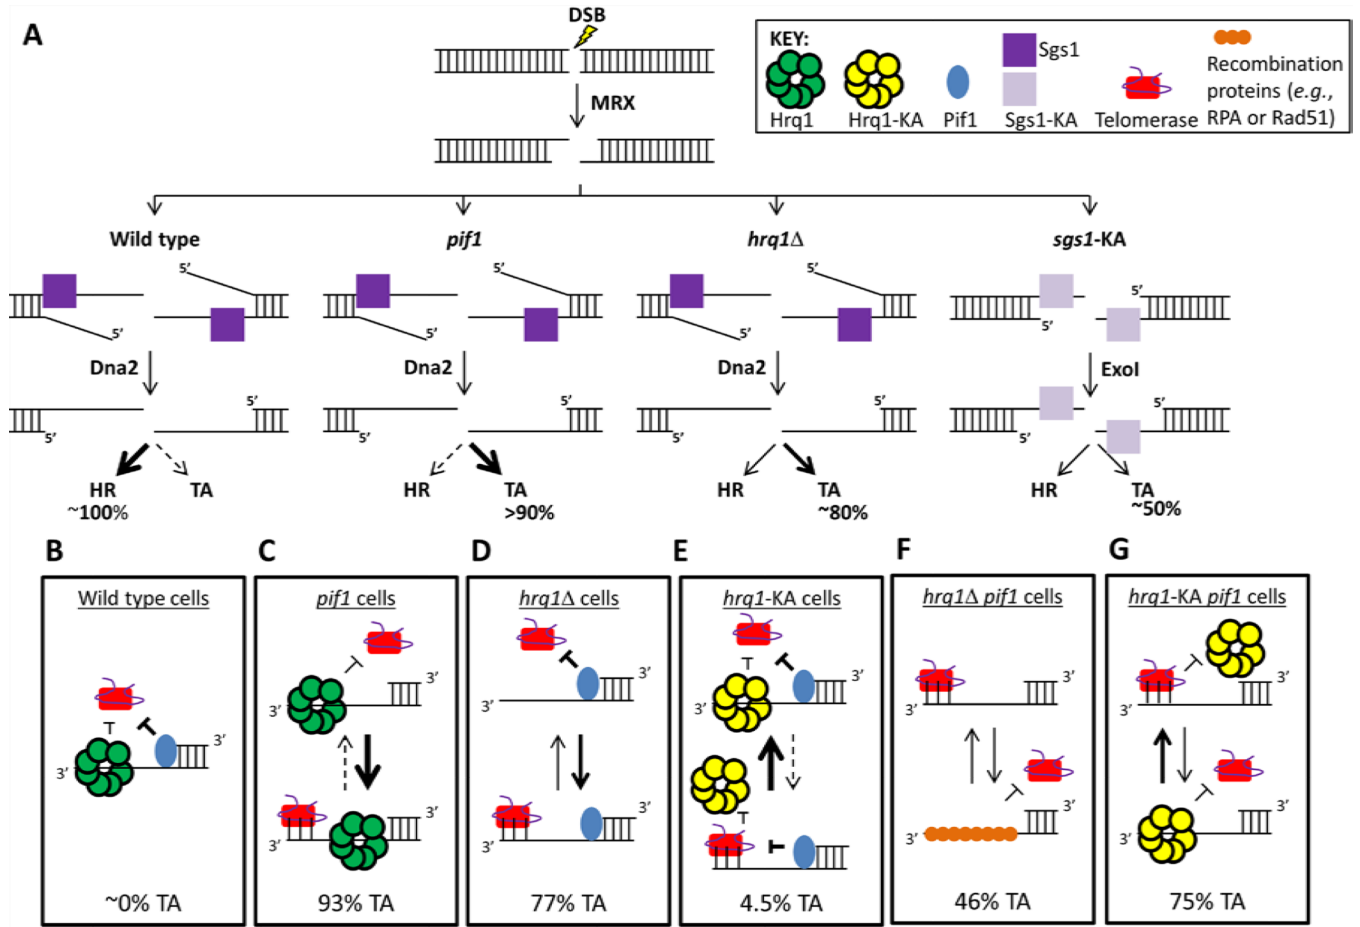 A
DSB
MRX
KEY:
Hrq1
Hrq1-KA
Pif1
Sgs1
Sgs1-KA
Telomerase
Recombination
proteins (e.g.,
RPA or Rad51)
Wild type
pif1
hrq1Δ
sgs1-KA
5′
5′
5′
5′
5′
5′
5′
5′
Dna2
Dna2
Dna2
ExoI
5′
5′
5′
5′
5′
5′
5′
5′
HR
~100%
TA
HR
TA
>90%
HR
TA
~80%
HR
TA
~50%
B
Wild type cells
3′
3′
~0% TA
C
pif1 cells
3′
3′
3′
3′
93% TA
D
hrq1Δ cells
3′
3′
3′
3′
77% TA
E
hrq1-KA cells
3′
3′
3′
3′
4.5% TA
F
hrq1Δ pif1 cells
3′
3′
3′
3′
46% TA
G
hrq1-KA pif1 cells
3′
3′
3′
3′
75% TA